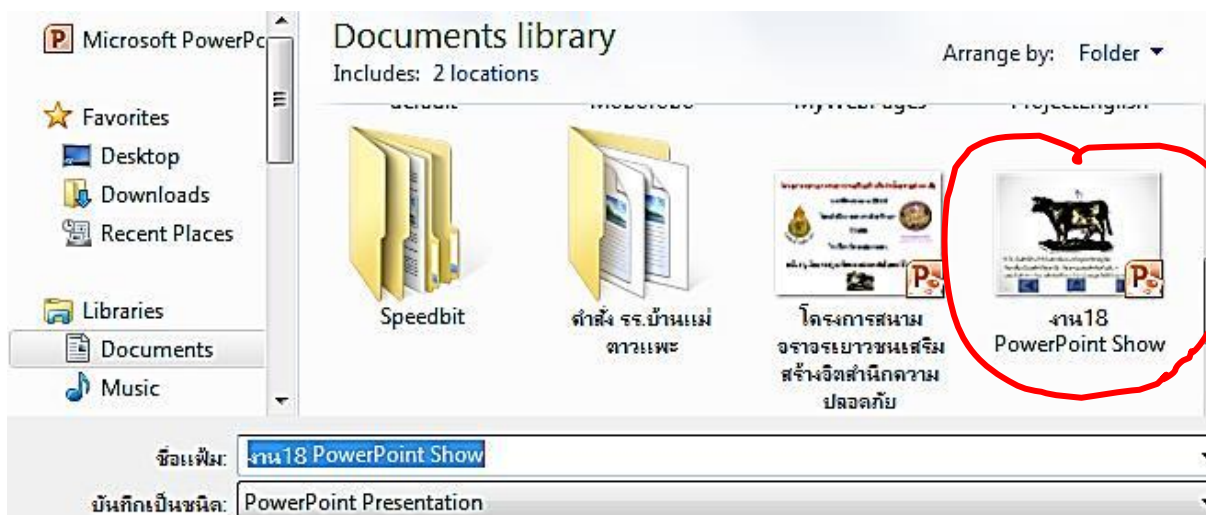 Microsoft PowerPo
Favorites
Desktop
Downloads
Recent Places
Libraries
Documents
Music
Documents library
Includes: 2 locations
Arrange by: Folder
default
Moborobo
MyWebPages
ProjectEnglish
Speedbit
คำสั่ง รร.บ้านแม่
ตาวแพะ
โครงการสนาม
จราจรเยาวชนเสริม
สร้างจิตสำนึกความ
ปลอดภัย
งาน18
PowerPoint Show
ชื่อแฟ้ม: งาน18 PowerPoint Show
บันทึกเป็นชนิด: PowerPoint Presentation